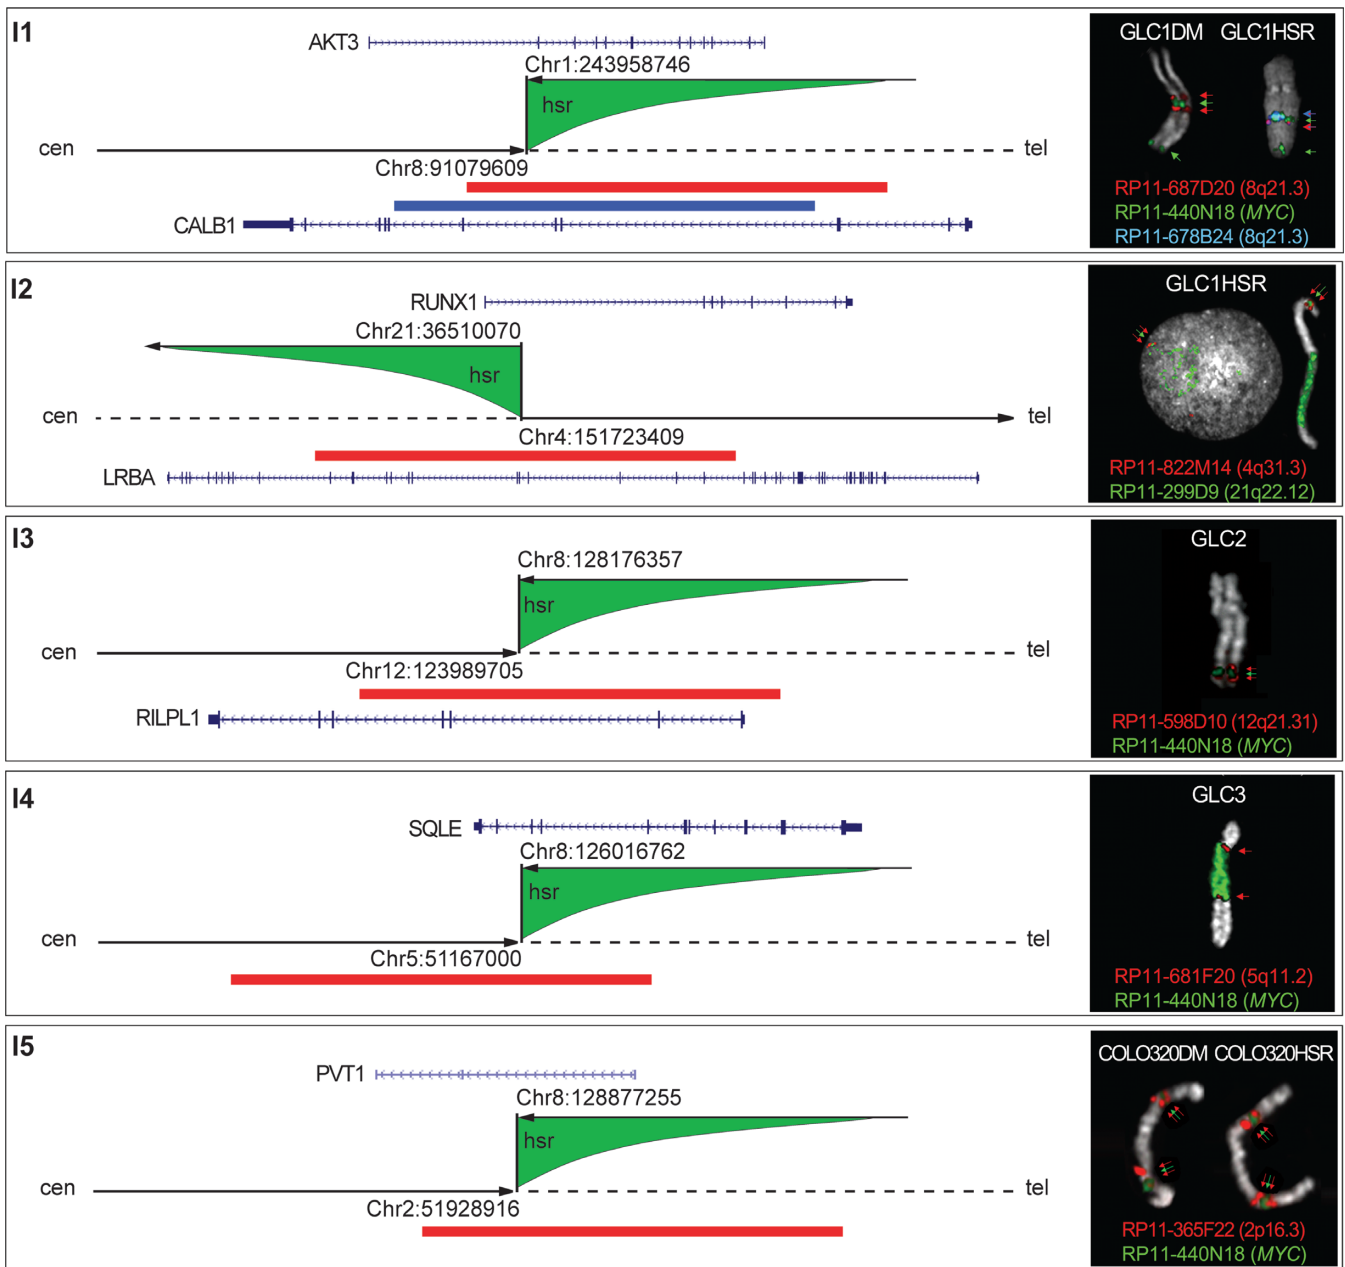 I1
AKT3
Chr1:243958746
hsr
cen
tel
Chr8:91079609
CALB1
GLC1DM GLC1HSR
RP11-687D20 (8q21.3)
RP11-440N18 (MYC)
RP11-678B24 (8q21.3)
I2
RUNX1
Chr21:36510070
hsr
cen
tel
Chr4:151723409
LRBA
GLC1HSR
RP11-822M14 (4q31.3)
RP11-299D9 (21q22.12)
I3
Chr8:128176357
hsr
cen
tel
Chr12:123989705
RILPL1
GLC2
RP11-598D10 (12q21.31)
RP11-440N18 (MYC)
I4
SQLE
Chr8:126016762
hsr
cen
tel
Chr5:51167000
GLC3
RP11-681F20 (5q11.2)
RP11-440N18 (MYC)
I5
PVT1
Chr8:128877255
hsr
cen
tel
Chr2:51928916
COLO320DM COLO320HSR
RP11-365F22 (2p16.3)
RP11-440N18 (MYC)